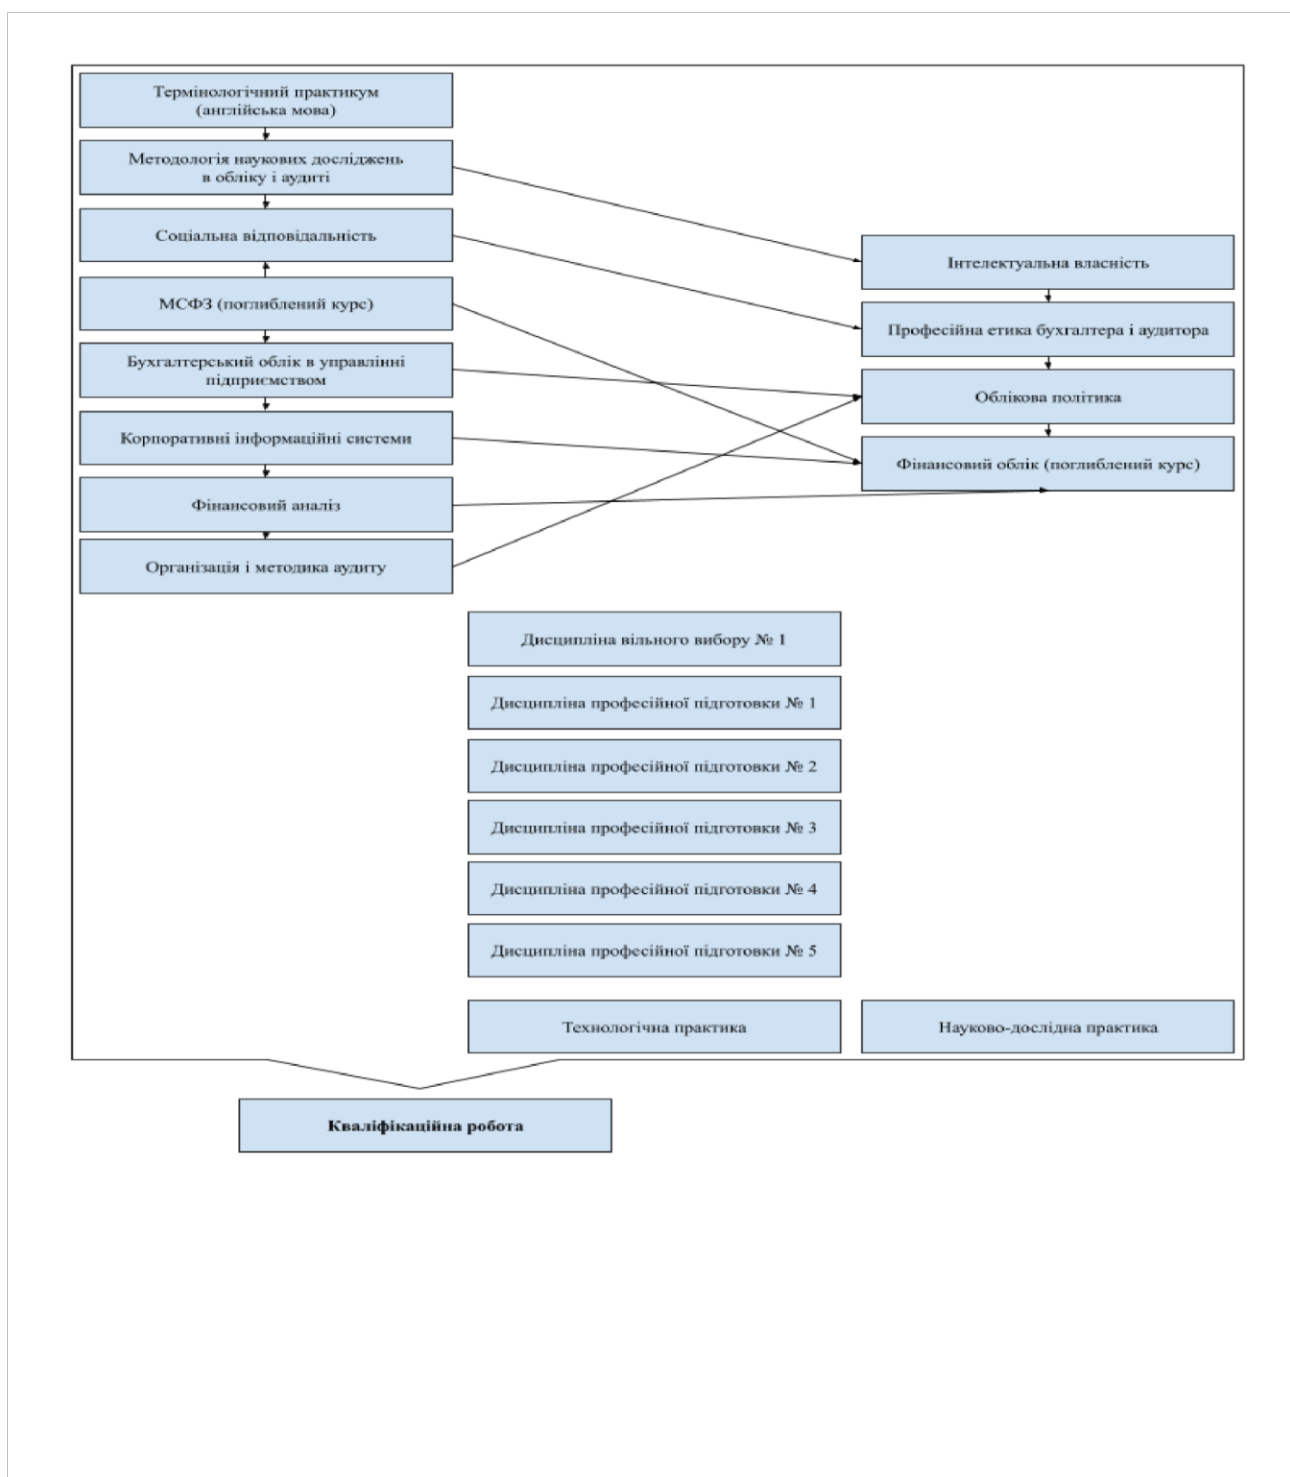 Термінологічний практикум
(англійська мова)
Методологія наукових досліджень
в обліку і аудиті
Соціальна відповідальність
МСФЗ (поглиблений курс)
Бухгалтерський облік в управлінні
підприємством
Корпоративні інформаційні системи
Фінансовий аналіз
Організація і методика аудиту
Інтелектуальна власність
Професійна етика бухгалтера і аудитора
Облікова політика
Фінансовий облік (поглиблений курс)
Дисципліна вільного вибору № 1
Дисципліна професійної підготовки № 1
Дисципліна професійної підготовки № 2
Дисципліна професійної підготовки № 3
Дисципліна професійної підготовки № 4
Дисципліна професійної підготовки № 5
Технологічна практика
Науково-дослідна практика
Кваліфікаційна робота